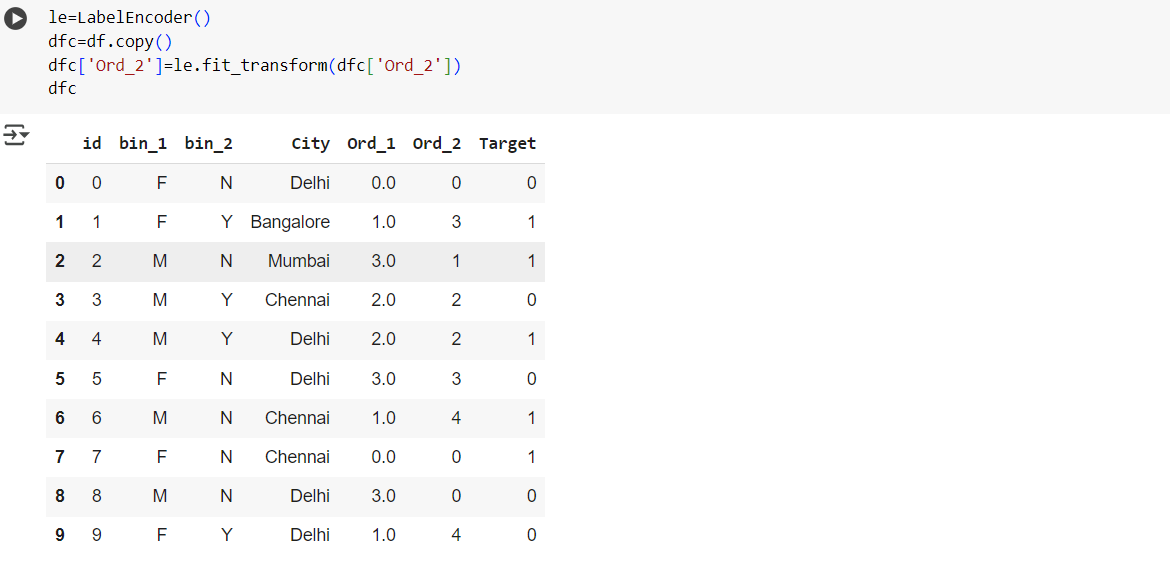 le=LabelEncoder()
dfc=df.copy()
dfc['Ord_2']=le.fit_transform(dfc['Ord_2'])
dfc
id bin_1 bin_2 City Ord_1 Ord_2 Target
0 0 F N Delhi 0.0 0 0
1 1 F Y Bangalore 1.0 3 1
2 2 M N Mumbai 3.0 1 1
3 3 M Y Chennai 2.0 2 0
4 4 M Y Delhi 2.0 2 1
5 5 F N Delhi 3.0 3 0
6 6 M N Chennai 1.0 4 1
7 7 F N Chennai 0.0 0 1
8 8 M N Delhi 3.0 0 0
9 9 F Y Delhi 1.0 4 0